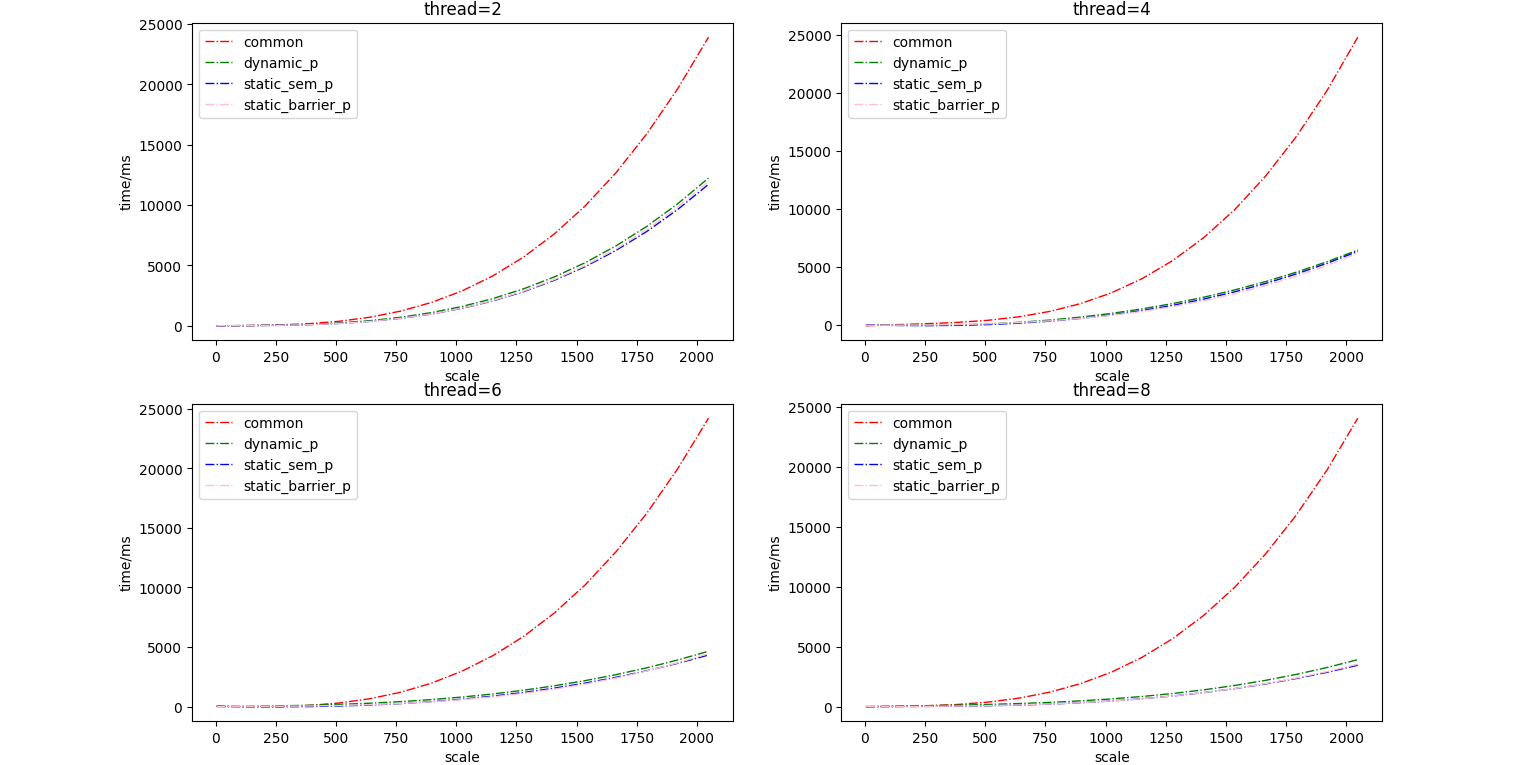 thread=2
25000
20000
15000
10000
5000
0
time/ms
common
dynamic_p
static_sem_p
static_barrier_p
0 250 500 750 1000 1250 1500 1750 2000
scale
thread=4
25000
20000
15000
10000
5000
0
time/ms
common
dynamic_p
static_sem_p
static_barrier_p
0 250 500 750 1000 1250 1500 1750 2000
scale
thread=6
25000
20000
15000
10000
5000
0
time/ms
common
dynamic_p
static_sem_p
static_barrier_p
0 250 500 750 1000 1250 1500 1750 2000
scale
thread=8
25000
20000
15000
10000
5000
0
time/ms
common
dynamic_p
static_sem_p
static_barrier_p
0 250 500 750 1000 1250 1500 1750 2000
scale